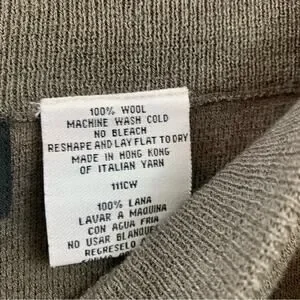 100% WOOL
MACHINE WASH COLD
NO BLEACH
RESHAPE AND LAY FLAT TO DRY
MADE IN HONG KONG
OF ITALIAN YARN
111CW
100% LANA
LAVAR A MAQUINA
CON AGUA FRIA
NO USAR BLANQUE
REGRESELO